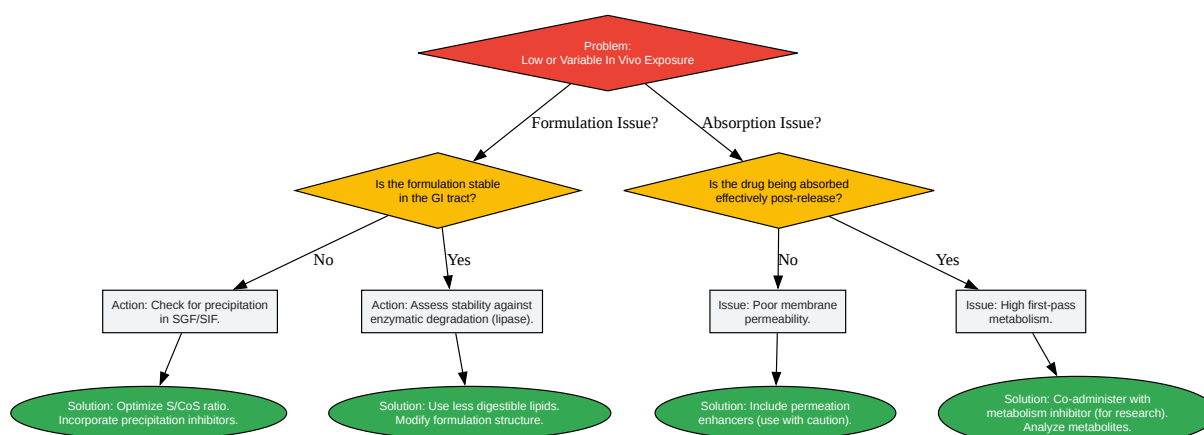 Problem:
Low or Variable In Vivo Exposure
Formulation Issue?
Absorption Issue?
Is the formulation stable
in the GI tract?
Is the drug being absorbed
effectively post-release?
No
Yes
No
Yes
Action: Check for precipitation
in SGF/SIF.
Action: Assess stability against
enzymatic degradation (lipase).
Issue: Poor membrane
permeability.
Issue: High first-pass
metabolism.
Solution: Optimize S/CoS ratio.
Incorporate precipitation inhibitors.
Solution: Use less digestible lipids.
Modify formulation structure.
Solution: Include permeation
enhancers (use with caution).
Solution: Co-administer with
metabolism inhibitor (for research).
Analyze metabolites.